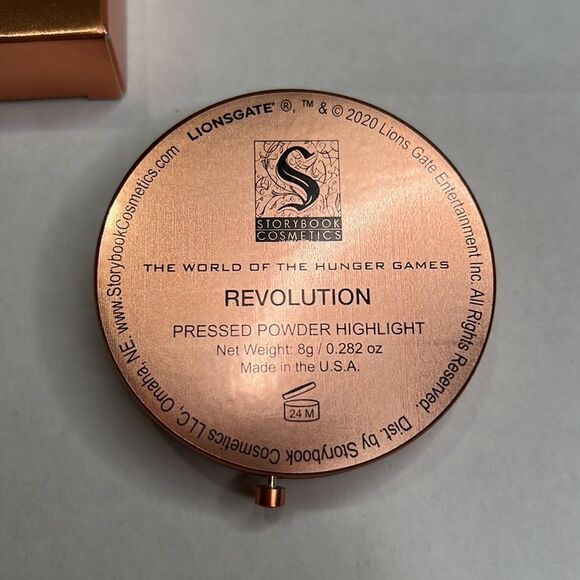 LIONSGATE ®, ™ & © 2020 Lions Gate Entertainment Inc. All Rights Reserved. Dist. by Storybook Cosmetics LLC, Omaha, NE, www.StorybookCosmetics.com
S
STORYBOOK
COSMETICS
THE WORLD OF THE HUNGER GAMES
REVOLUTION
PRESSED POWDER HIGHLIGHT
Net Weight: 8g / 0.282 oz
Made in the U.S.A.
24 M